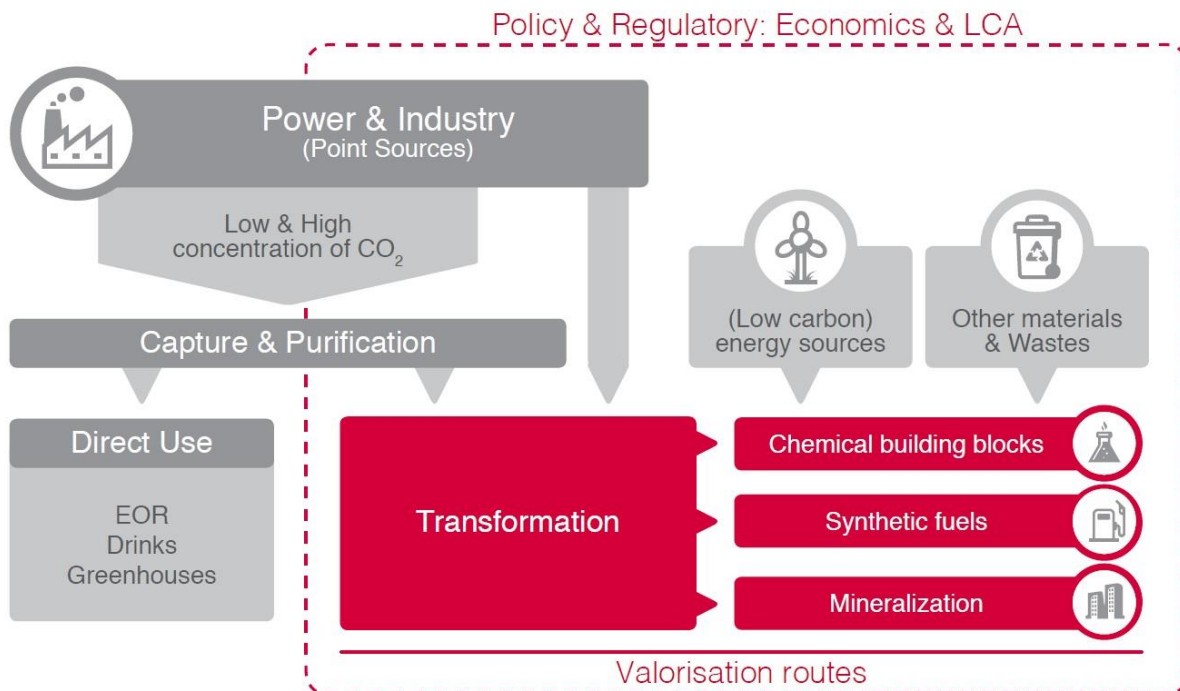 Policy & Regulatory: Economics & LCA
Power & Industry
(Point Sources)
Low & High
concentration of CO₂
(Low carbon)
energy sources
Other materials
& Wastes
Capture & Purification
Direct Use
EOR
Drinks
Greenhouses
Transformation
Chemical building blocks
Synthetic fuels
Mineralization
Valorisation routes